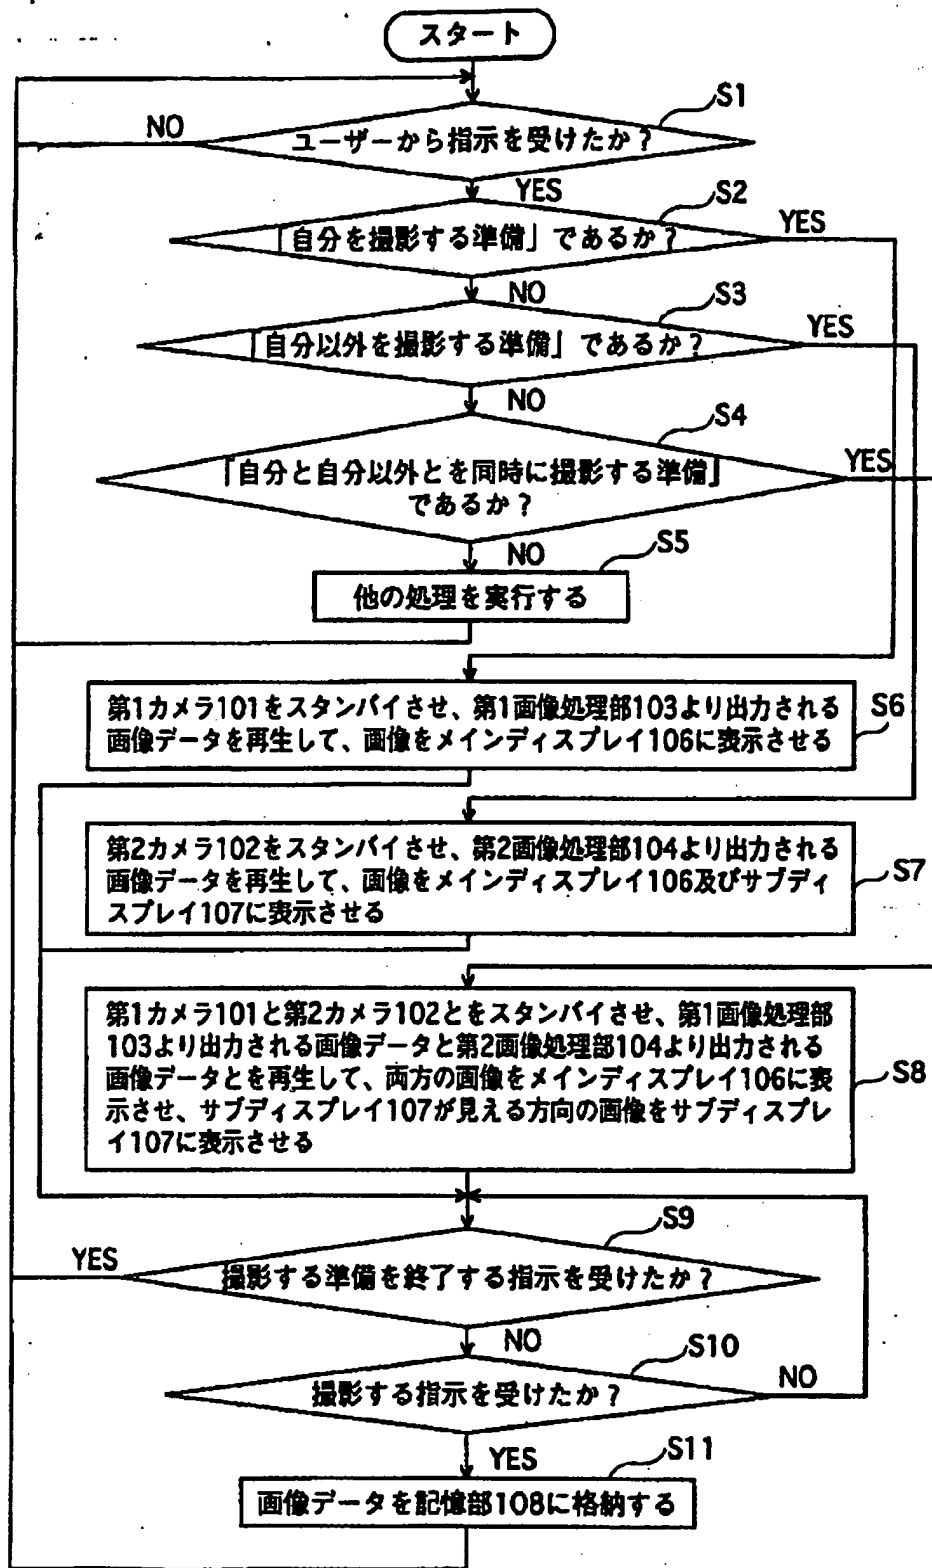 スタート
S1
NO
ユーザーから指示を受けたか?
YES
S2
YES
「自分を撮影する準備」であるか?
NO
S3
YES
「自分以外を撮影する準備」であるか?
NO
S4
YES
「自分と自分以外とを同時に撮影する準備」
であるか?
NO
S5
他の処理を実行する
第1カメラ101をスタンバイさせ、第1画像処理部103より出力される
画像データを再生して、画像をメインディスプレイ106に表示させる
S6
第2カメラ102をスタンバイさせ、第2画像処理部104より出力される
画像データを再生して、画像をメインディスプレイ106及びサブディ
スプレイ107に表示させる
S7
第1カメラ101と第2カメラ102とをスタンバイさせ、第1画像処理部
103より出力される画像データと第2画像処理部104より出力される
画像データとを再生して、両方の画像をメインディスプレイ106に表
示させ、サブディスプレイ107が見える方向の画像をサブディスプレ
イ107に表示させる
S8
S9
YES
撮影する準備を終了する指示を受けたか?
NO
S10
NO
撮影する指示を受けたか?
YES
S11
画像データを記憶部108に格納する